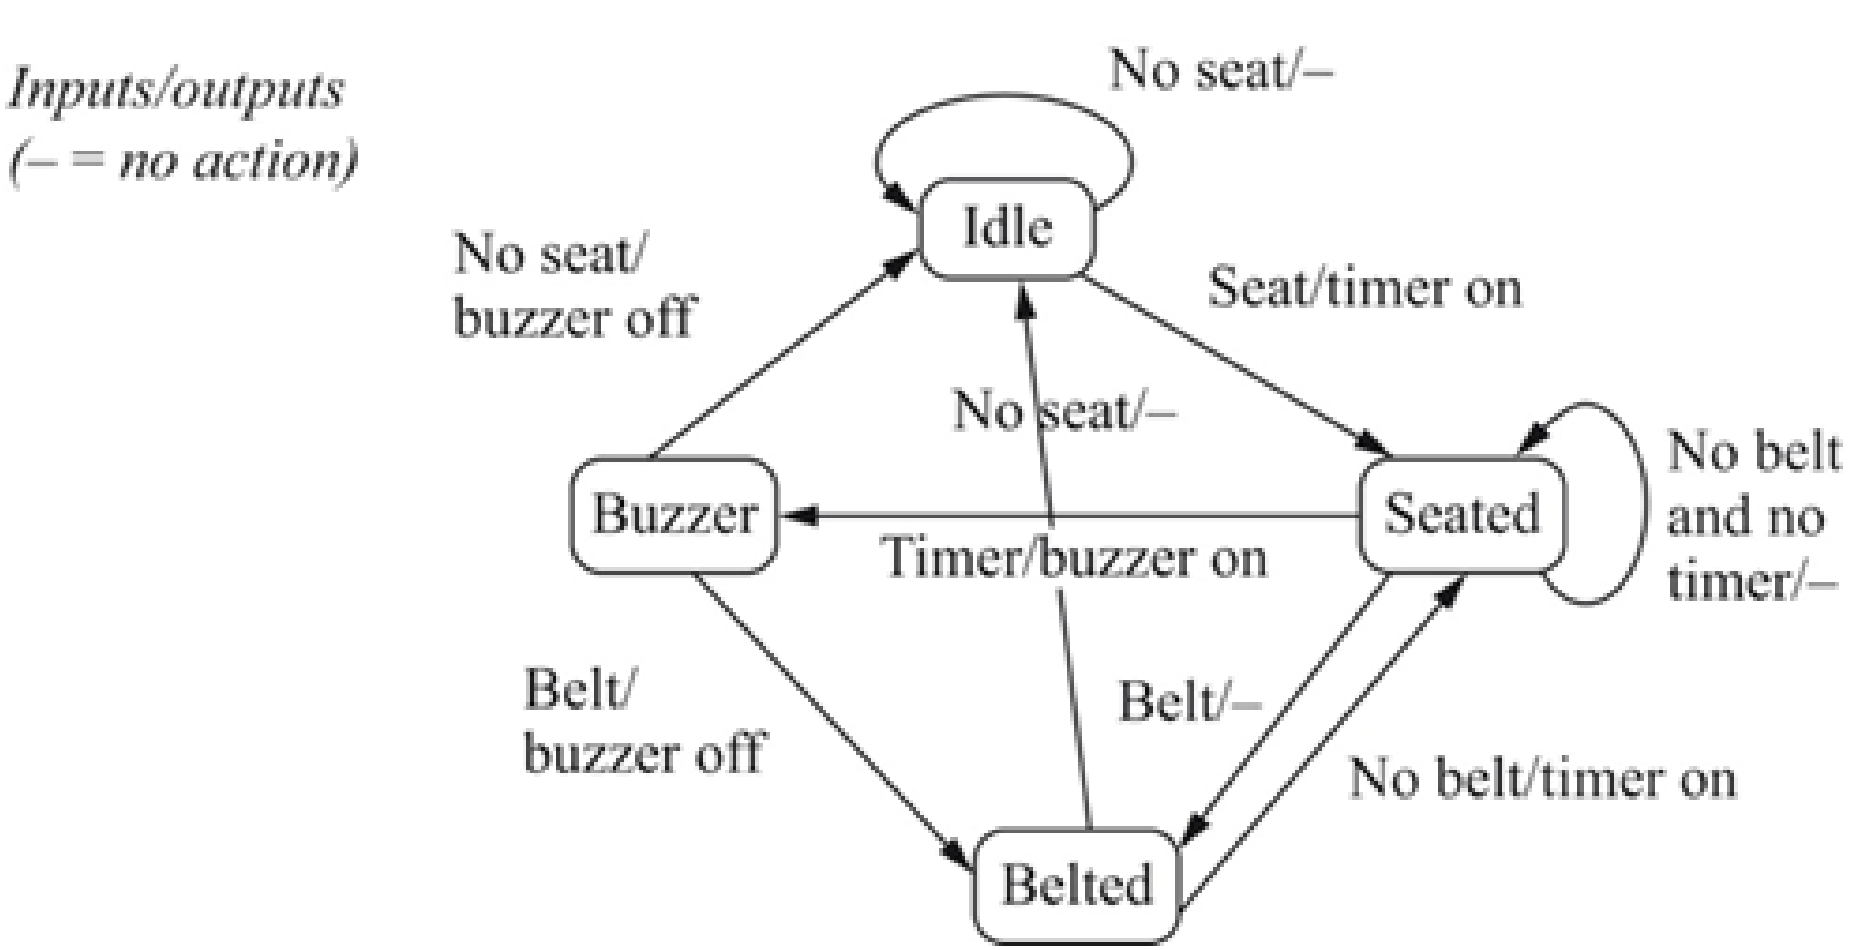 Inputs/outputs
(– = no action)
No seat/–
Idle
No seat/
buzzer off
Seat/timer on
No seat/–
Buzzer
Seated
No belt
and no
timer/–
Timer/buzzer on
Belt/
buzzer off
Belt/–
No belt/timer on
Belted